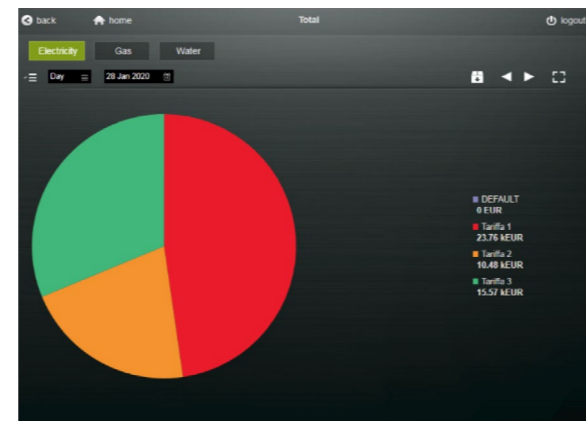 back home Total logout
Electricity Gas Water
Day 28 Jan 2020
DEFAULT
0 EUR
Tariffa 1
23.76 kEUR
Tariffa 2
10.48 kEUR
Tariffa 3
15.57 kEUR